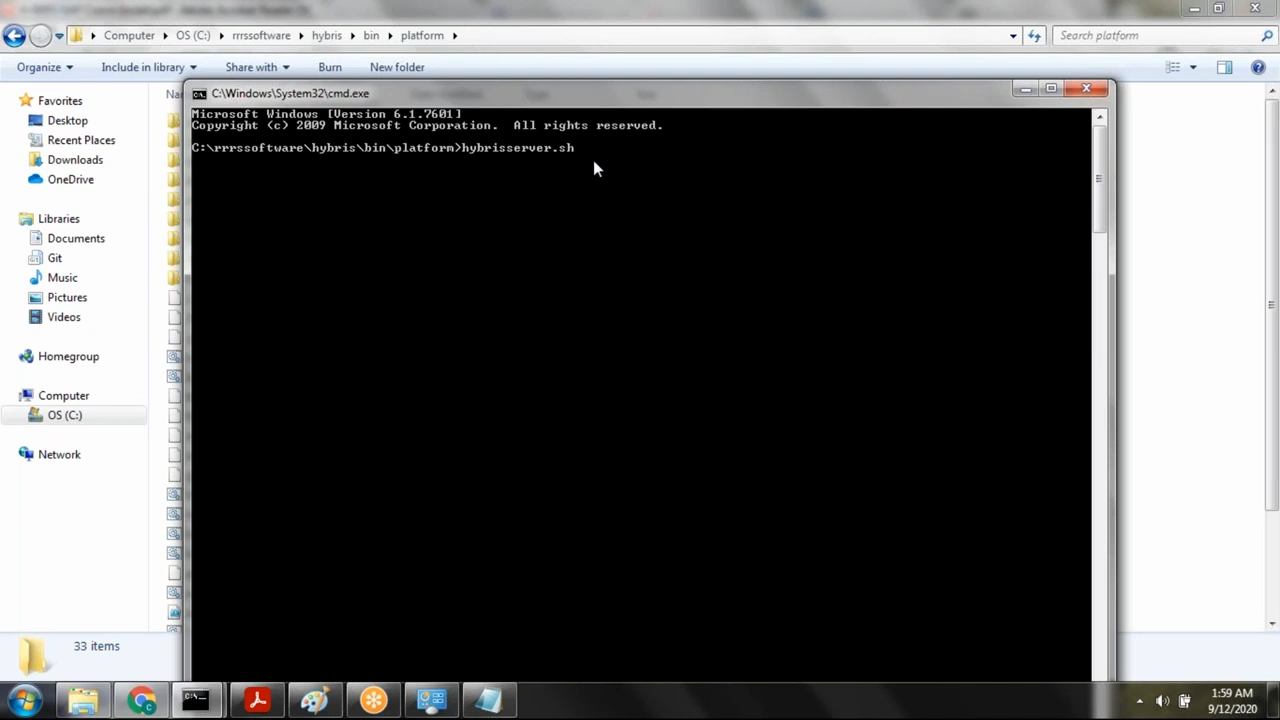 Computer OS (C:) rrrssoftware hybris bin platform
Search platform
Organize Include in library Share with Burn New folder
Favorites
Desktop
Recent Places
Downloads
OneDrive
Libraries
Documents
Git
Music
Pictures
Videos
Homegroup
Computer
OS (C:)
Network
33 items
C:\Windows\System32\cmd.exe
Microsoft Windows [Version 6.1.7601]
Copyright (c) 2009 Microsoft Corporation. All rights reserved.
C:\rrrssoftware\hybris\bin\platform>hybrisserver.sh
1:59 AM
9/12/2020